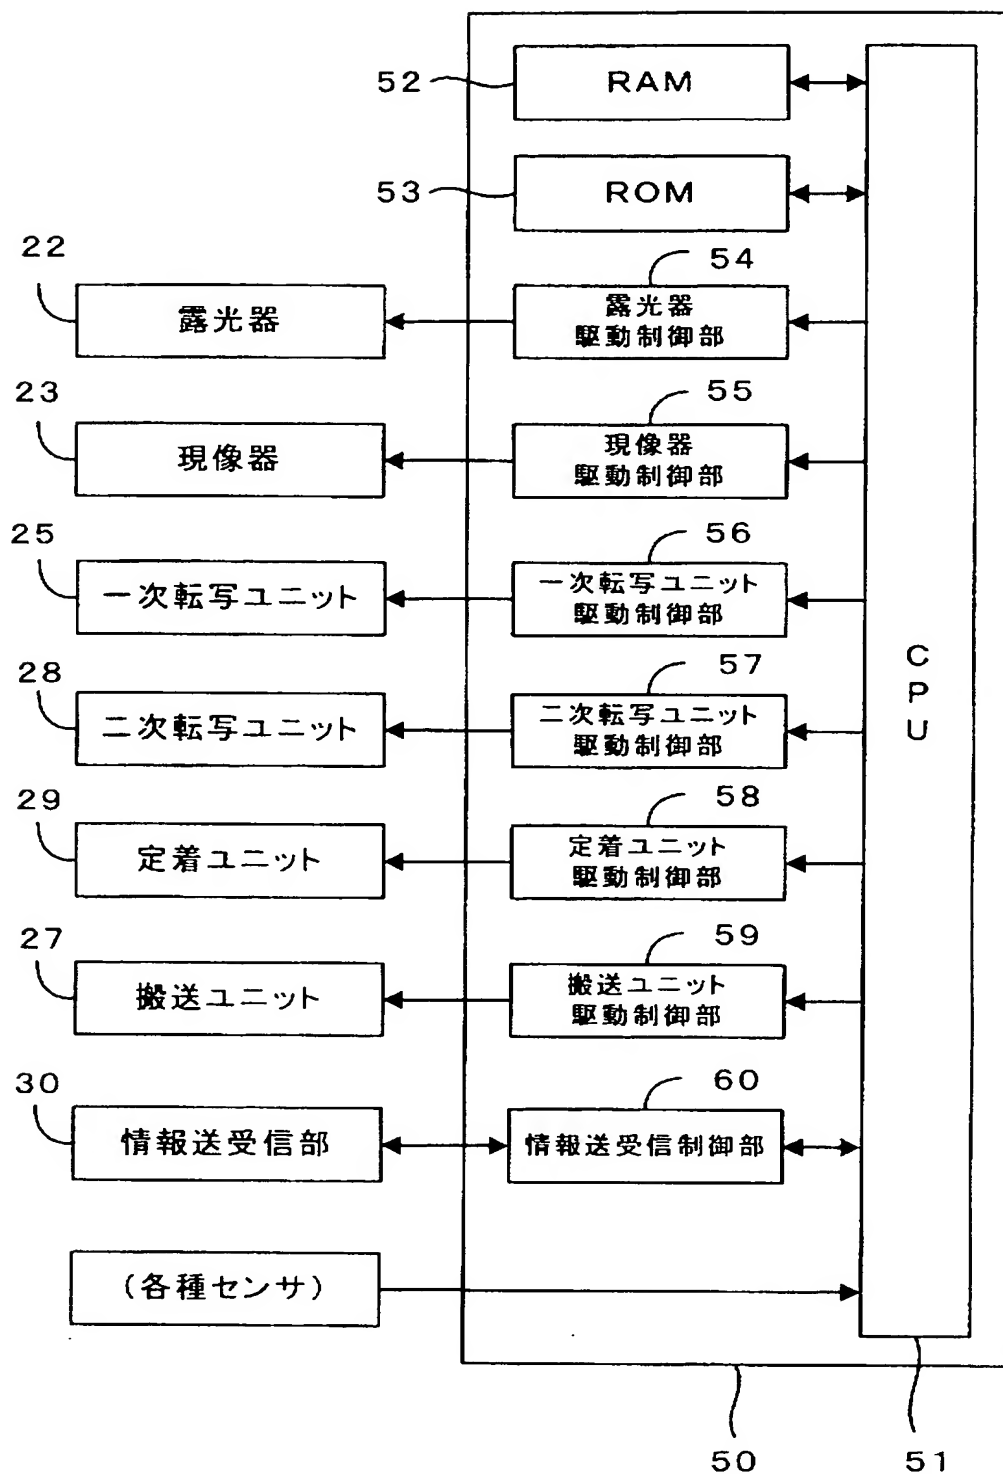 52
RAM
53
ROM
22
54
露光器
露光器
駆動制御部
23
55
現像器
現像器
駆動制御部
25
56
一次転写ユニット
一次転写ユニット
駆動制御部
CPU
28
57
二次転写ユニット
二次転写ユニット
駆動制御部
29
58
定着ユニット
定着ユニット
駆動制御部
27
59
搬送ユニット
搬送ユニット
駆動制御部
30
60
情報送受信部
情報送受信制御部
(各種センサ)
50
51